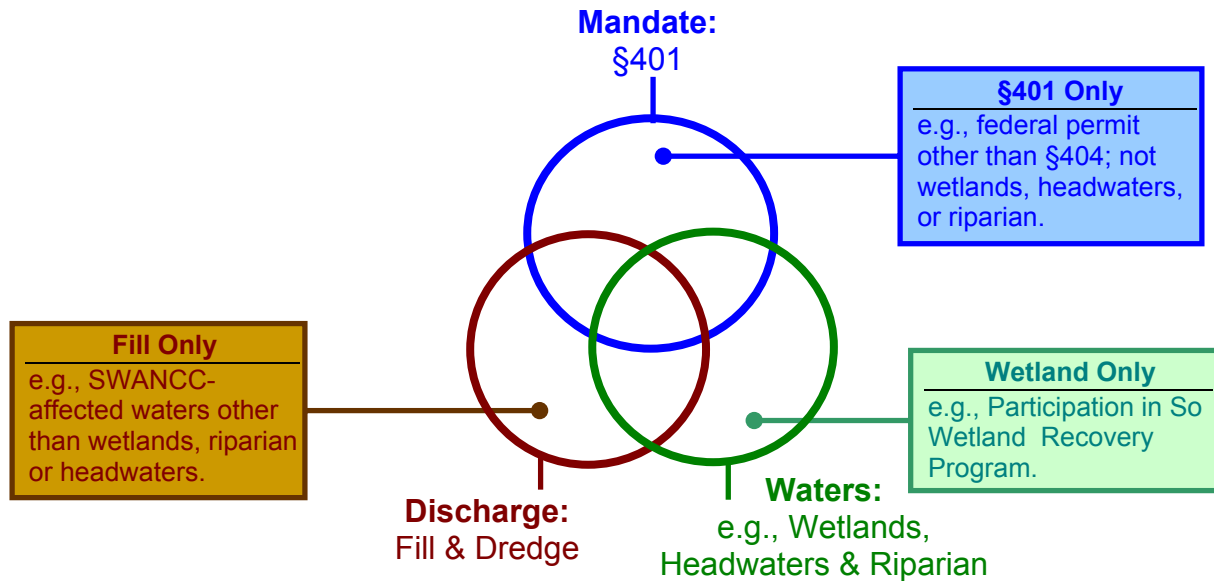 Mandate:
§401
§401 Only
e.g., federal permit
other than §404; not
wetlands, headwaters,
or riparian.
Fill Only
e.g., SWANCC-
affected waters other
than wetlands, riparian
or headwaters.
Wetland Only
e.g., Participation in So
Wetland Recovery
Program.
Discharge:
Fill & Dredge
Waters:
e.g., Wetlands,
Headwaters & Riparian